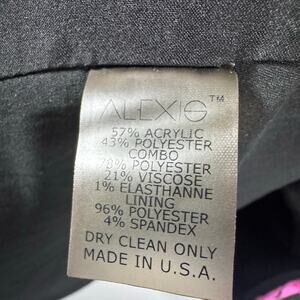 ALEXIS™
57% ACRYLIC
43% POLYESTER
COMBO
78% POLYESTER
21% VISCOSE
1% ELASTHANNE
LINING
96% POLYESTER
4% SPANDEX
DRY CLEAN ONLY
MADE IN U.S.A.